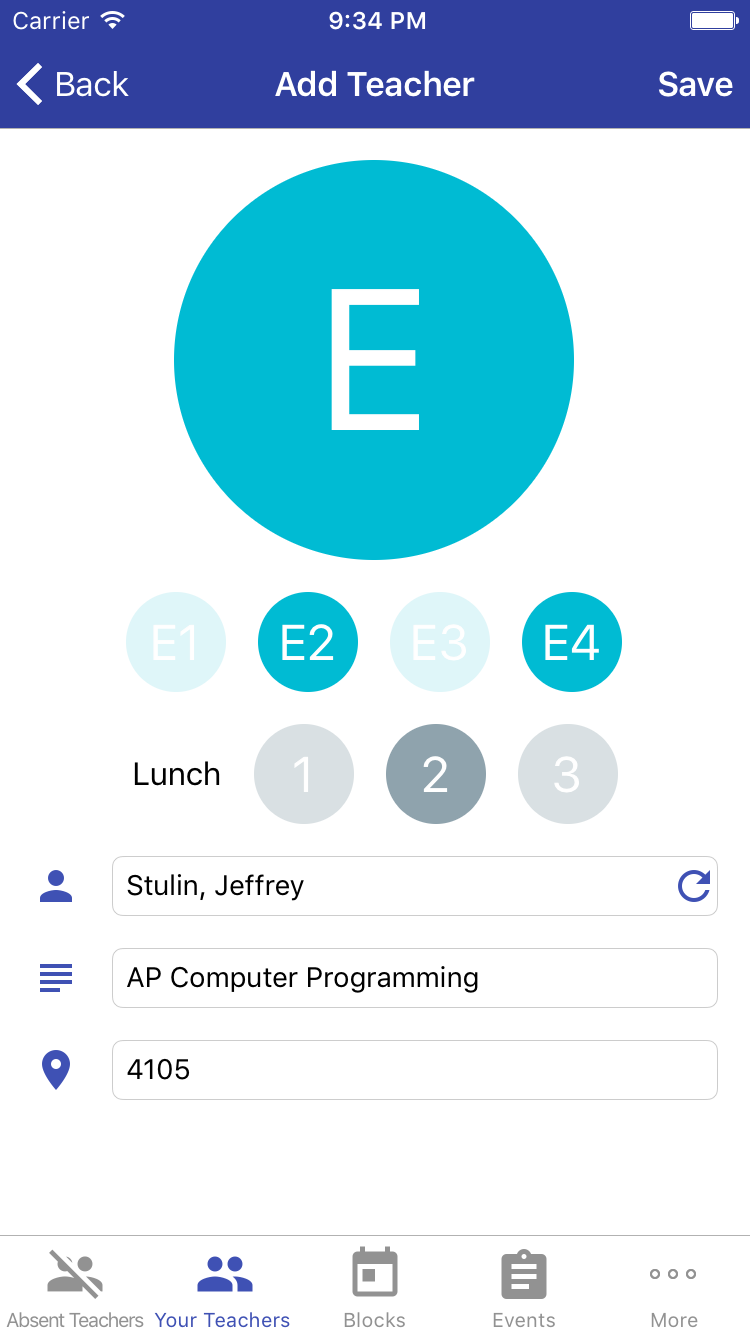 Carrier 9:34 PM
Back Add Teacher Save
E
E1 E2 E3 E4
Lunch 1 2 3
Stulin, Jeffrey
AP Computer Programming
4105
Absent Teachers Your Teachers Blocks Events More